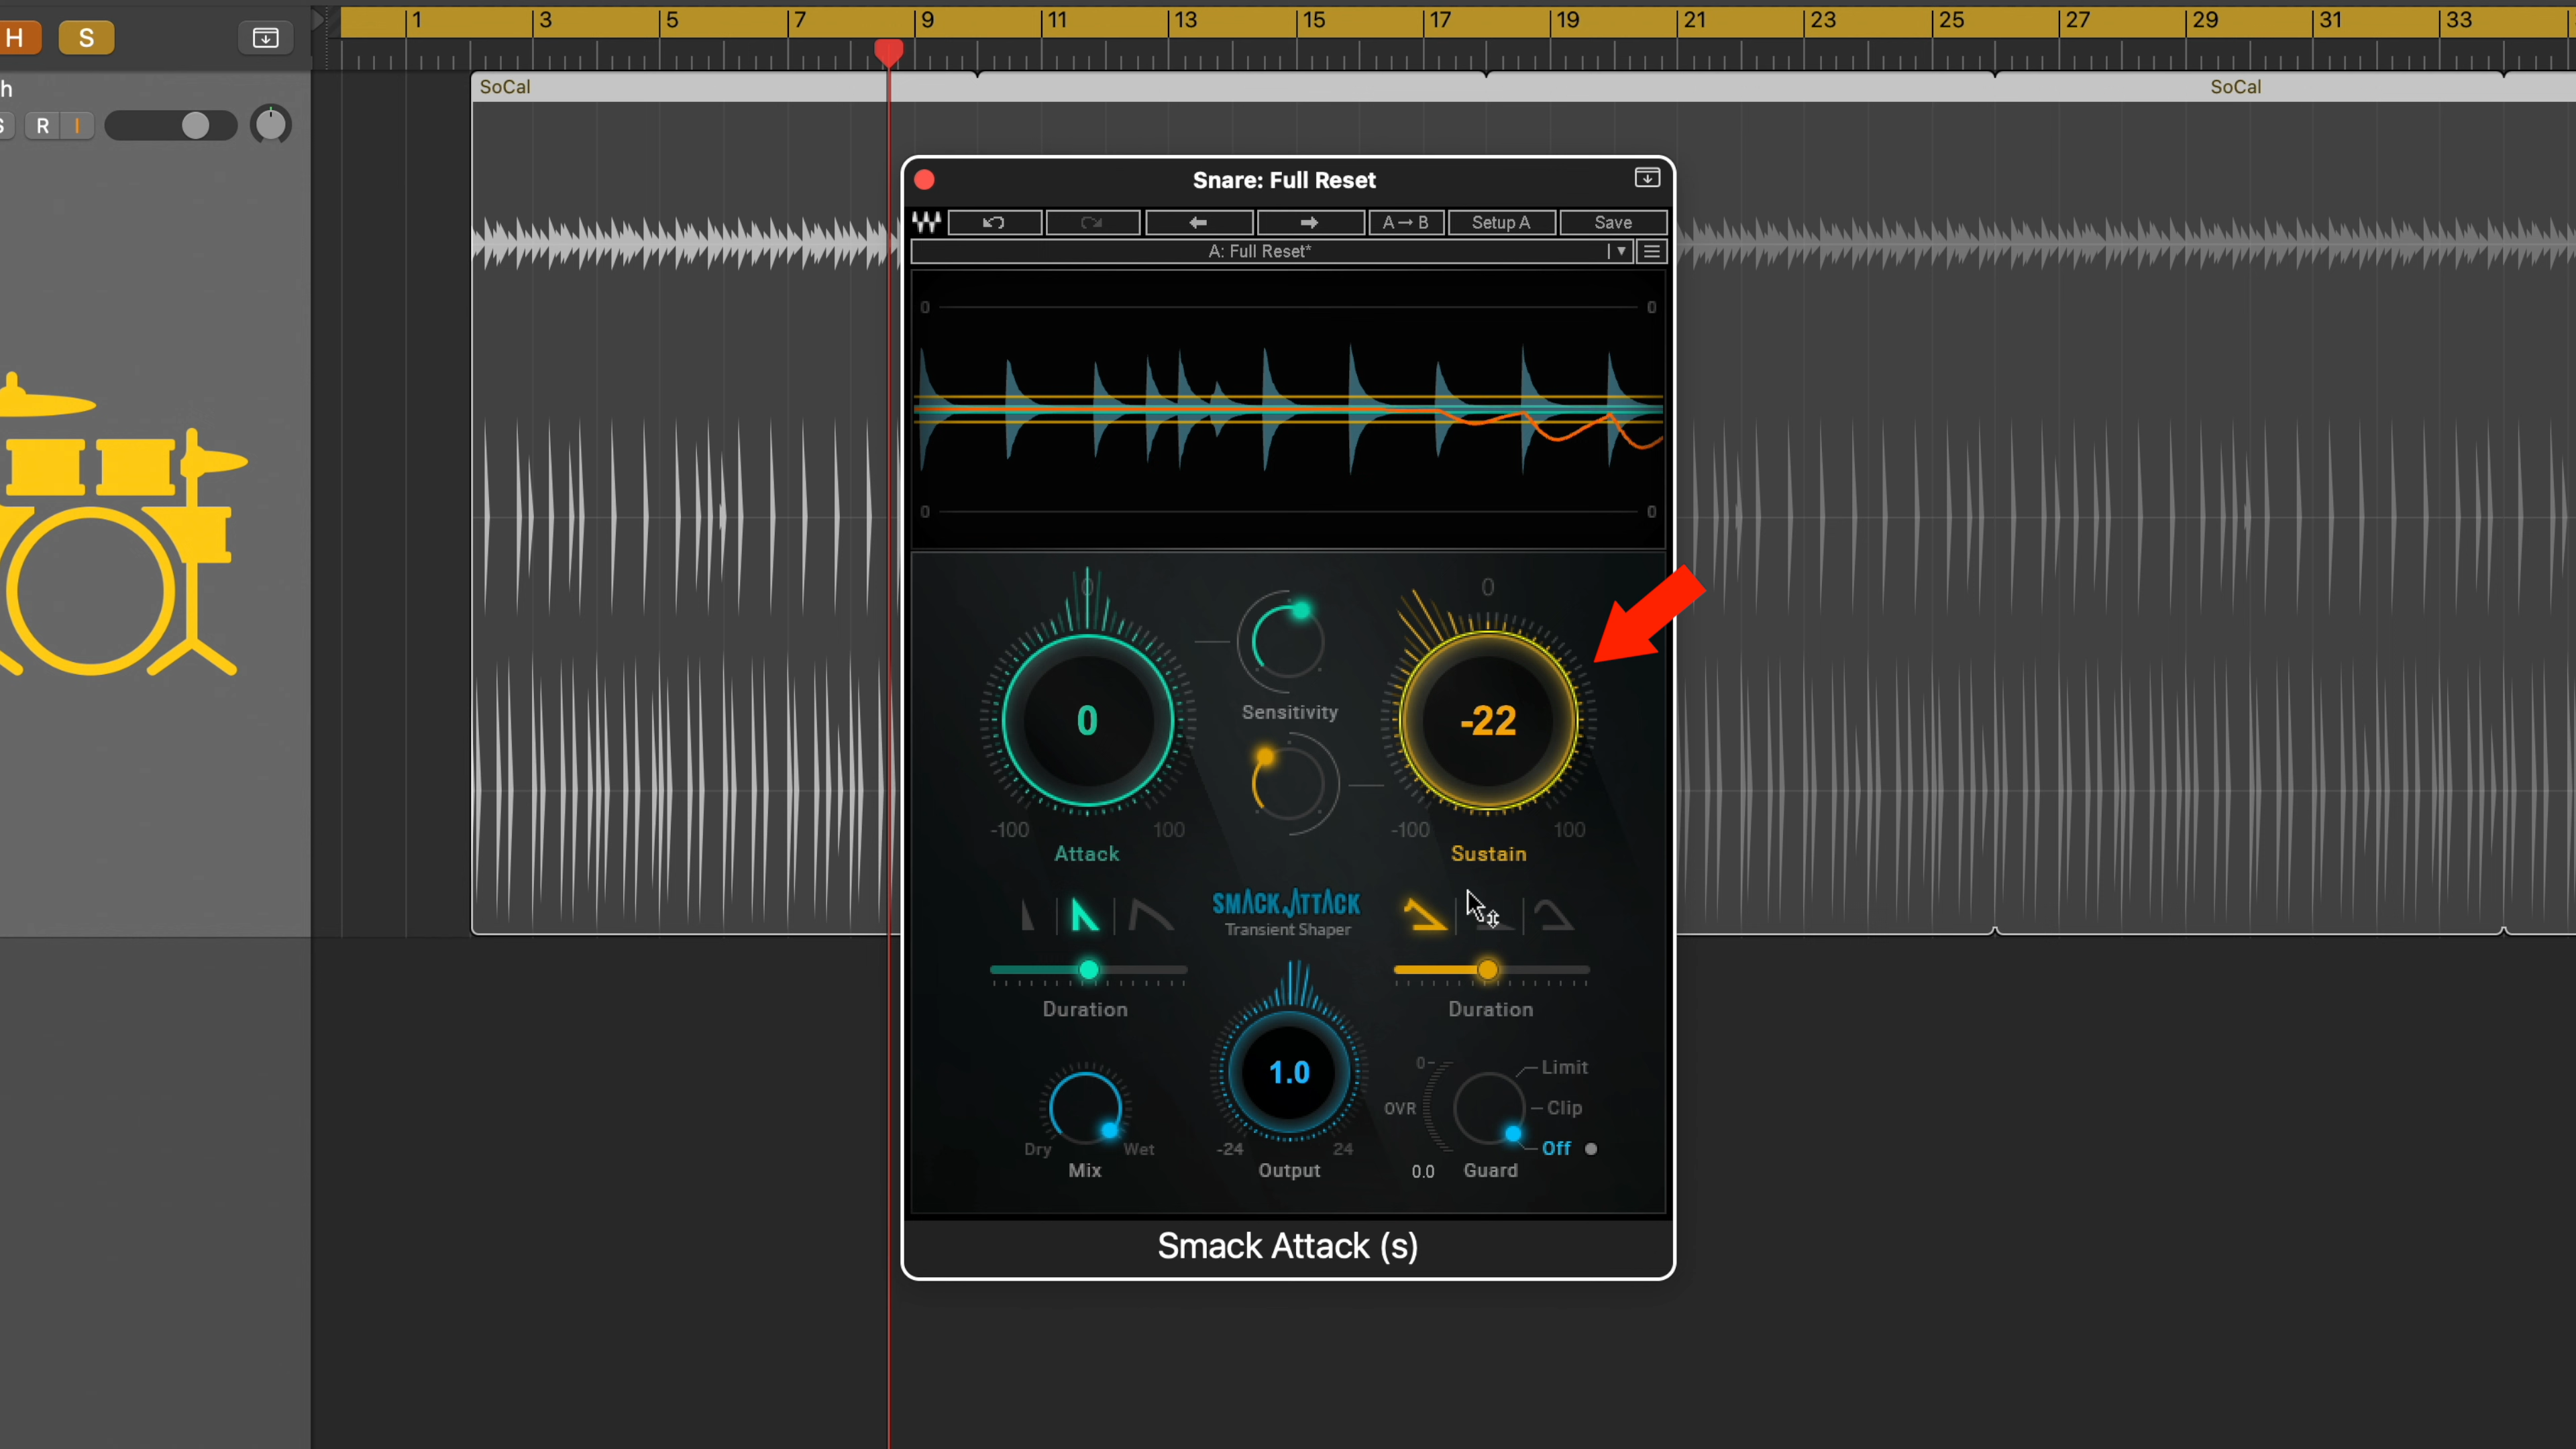 1 3 5 7 9 11 13 15 17 19 21 23 25 27 29 31 33
H S
SoCal SoCal
h
S R I
Snare: Full Reset
A→B Setup A Save
A: Full Reset*
0 0
0 0
0 0
0 -22
Sensitivity
-100 100 -100 100
Attack Sustain
SMACK ATTACK
Transient Shaper
Duration Duration
0 Limit
1.0
OVR Clip
Dry Wet -24 24 Off
Mix Output 0.0 Guard
Smack Attack (s)